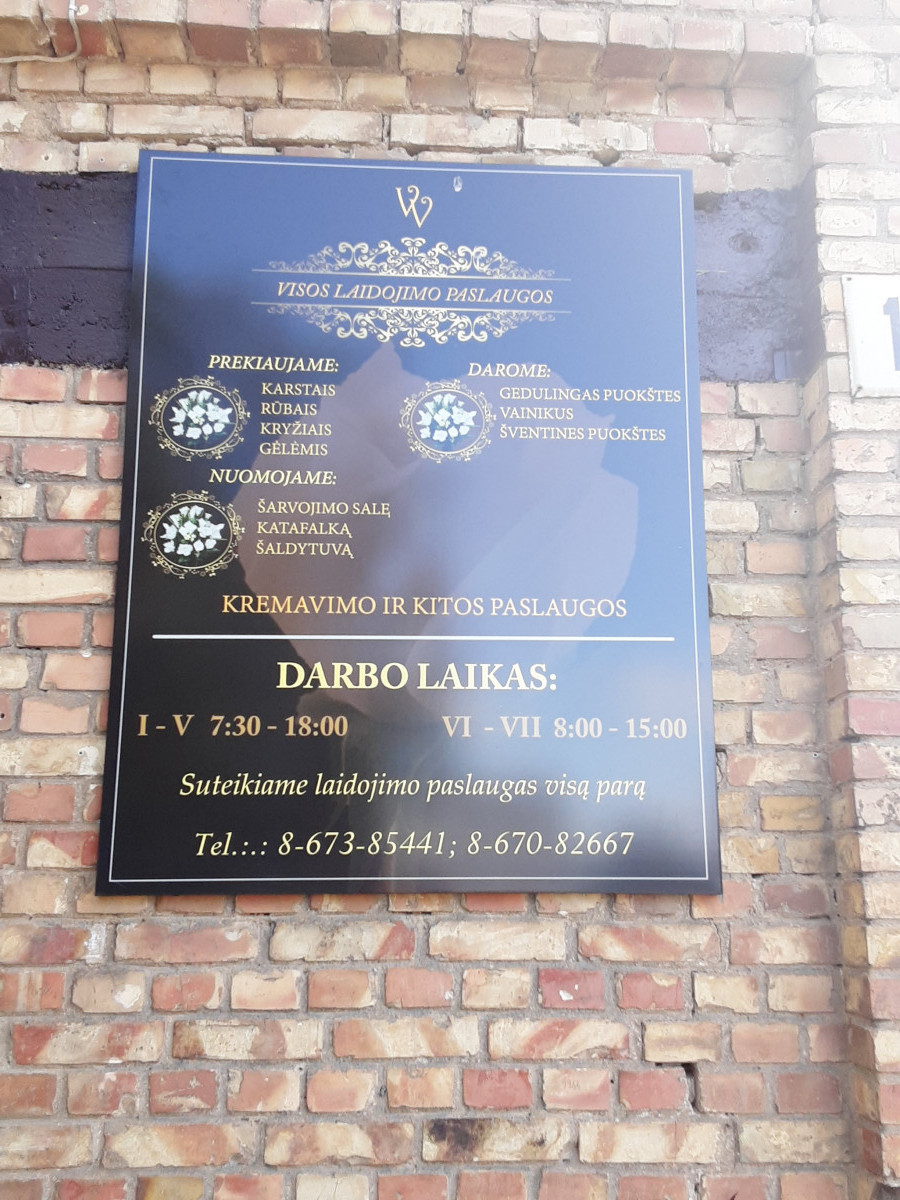 VV
VISOS LAIDOJIMO PASLAUGOS
PREKIAUJAME:
KARSTAIS
RŪBAIS
KRYŽIAIS
GĖLĖMIS
DAROME:
GEDULINGAS PUOKŠTES
VAINIKUS
ŠVENTINES PUOKŠTES
NUOMOJAME:
ŠARVOJIMO SALĘ
KATAFALKĄ
ŠALDYTUVĄ
KREMAVIMO IR KITOS PASLAUGOS
DARBO LAIKAS:
I - V 7:30 - 18:00 VI - VII 8:00 - 15:00
Suteikiame laidojimo paslaugas visą parą
Tel.:.: 8-673-85441; 8-670-82667